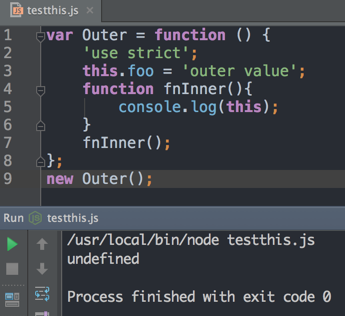 testthis.js
1 var Outer = function () {
2 'use strict';
3 this.foo = 'outer value';
4 function fnInner(){
5 console.log(this);
6 }
7 fnInner();
8 };
9 new Outer();
Run testthis.js
/usr/local/bin/node testthis.js
undefined
Process finished with exit code 0